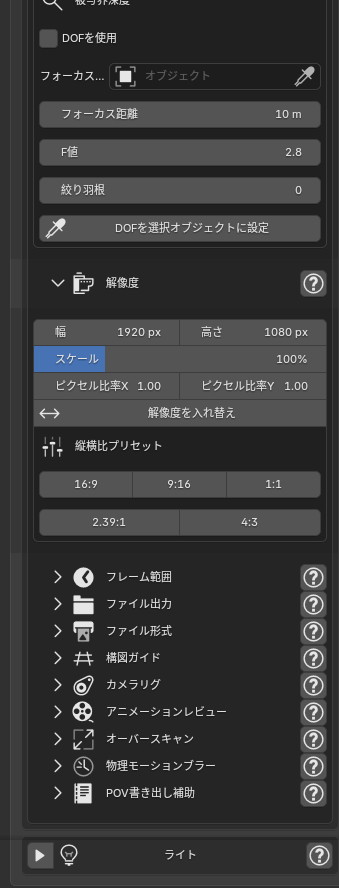 被写界深度
DOFを使用
フォーカス... オブジェクト
フォーカス距離 10 m
F値 2.8
絞り羽根 0
DOFを選択オブジェクトに設定
解像度
幅 1920 px 高さ 1080 px
スケール 100%
ピクセル比率X 1.00 ピクセル比率Y 1.00
解像度を入れ替え
縦横比プリセット
16:9 9:16 1:1
2.39:1 4:3
フレーム範囲
ファイル出力
ファイル形式
構図ガイド
カメラリグ
アニメーションレビュー
オーバースキャン
物理モーションブラー
POV書き出し補助
ライト